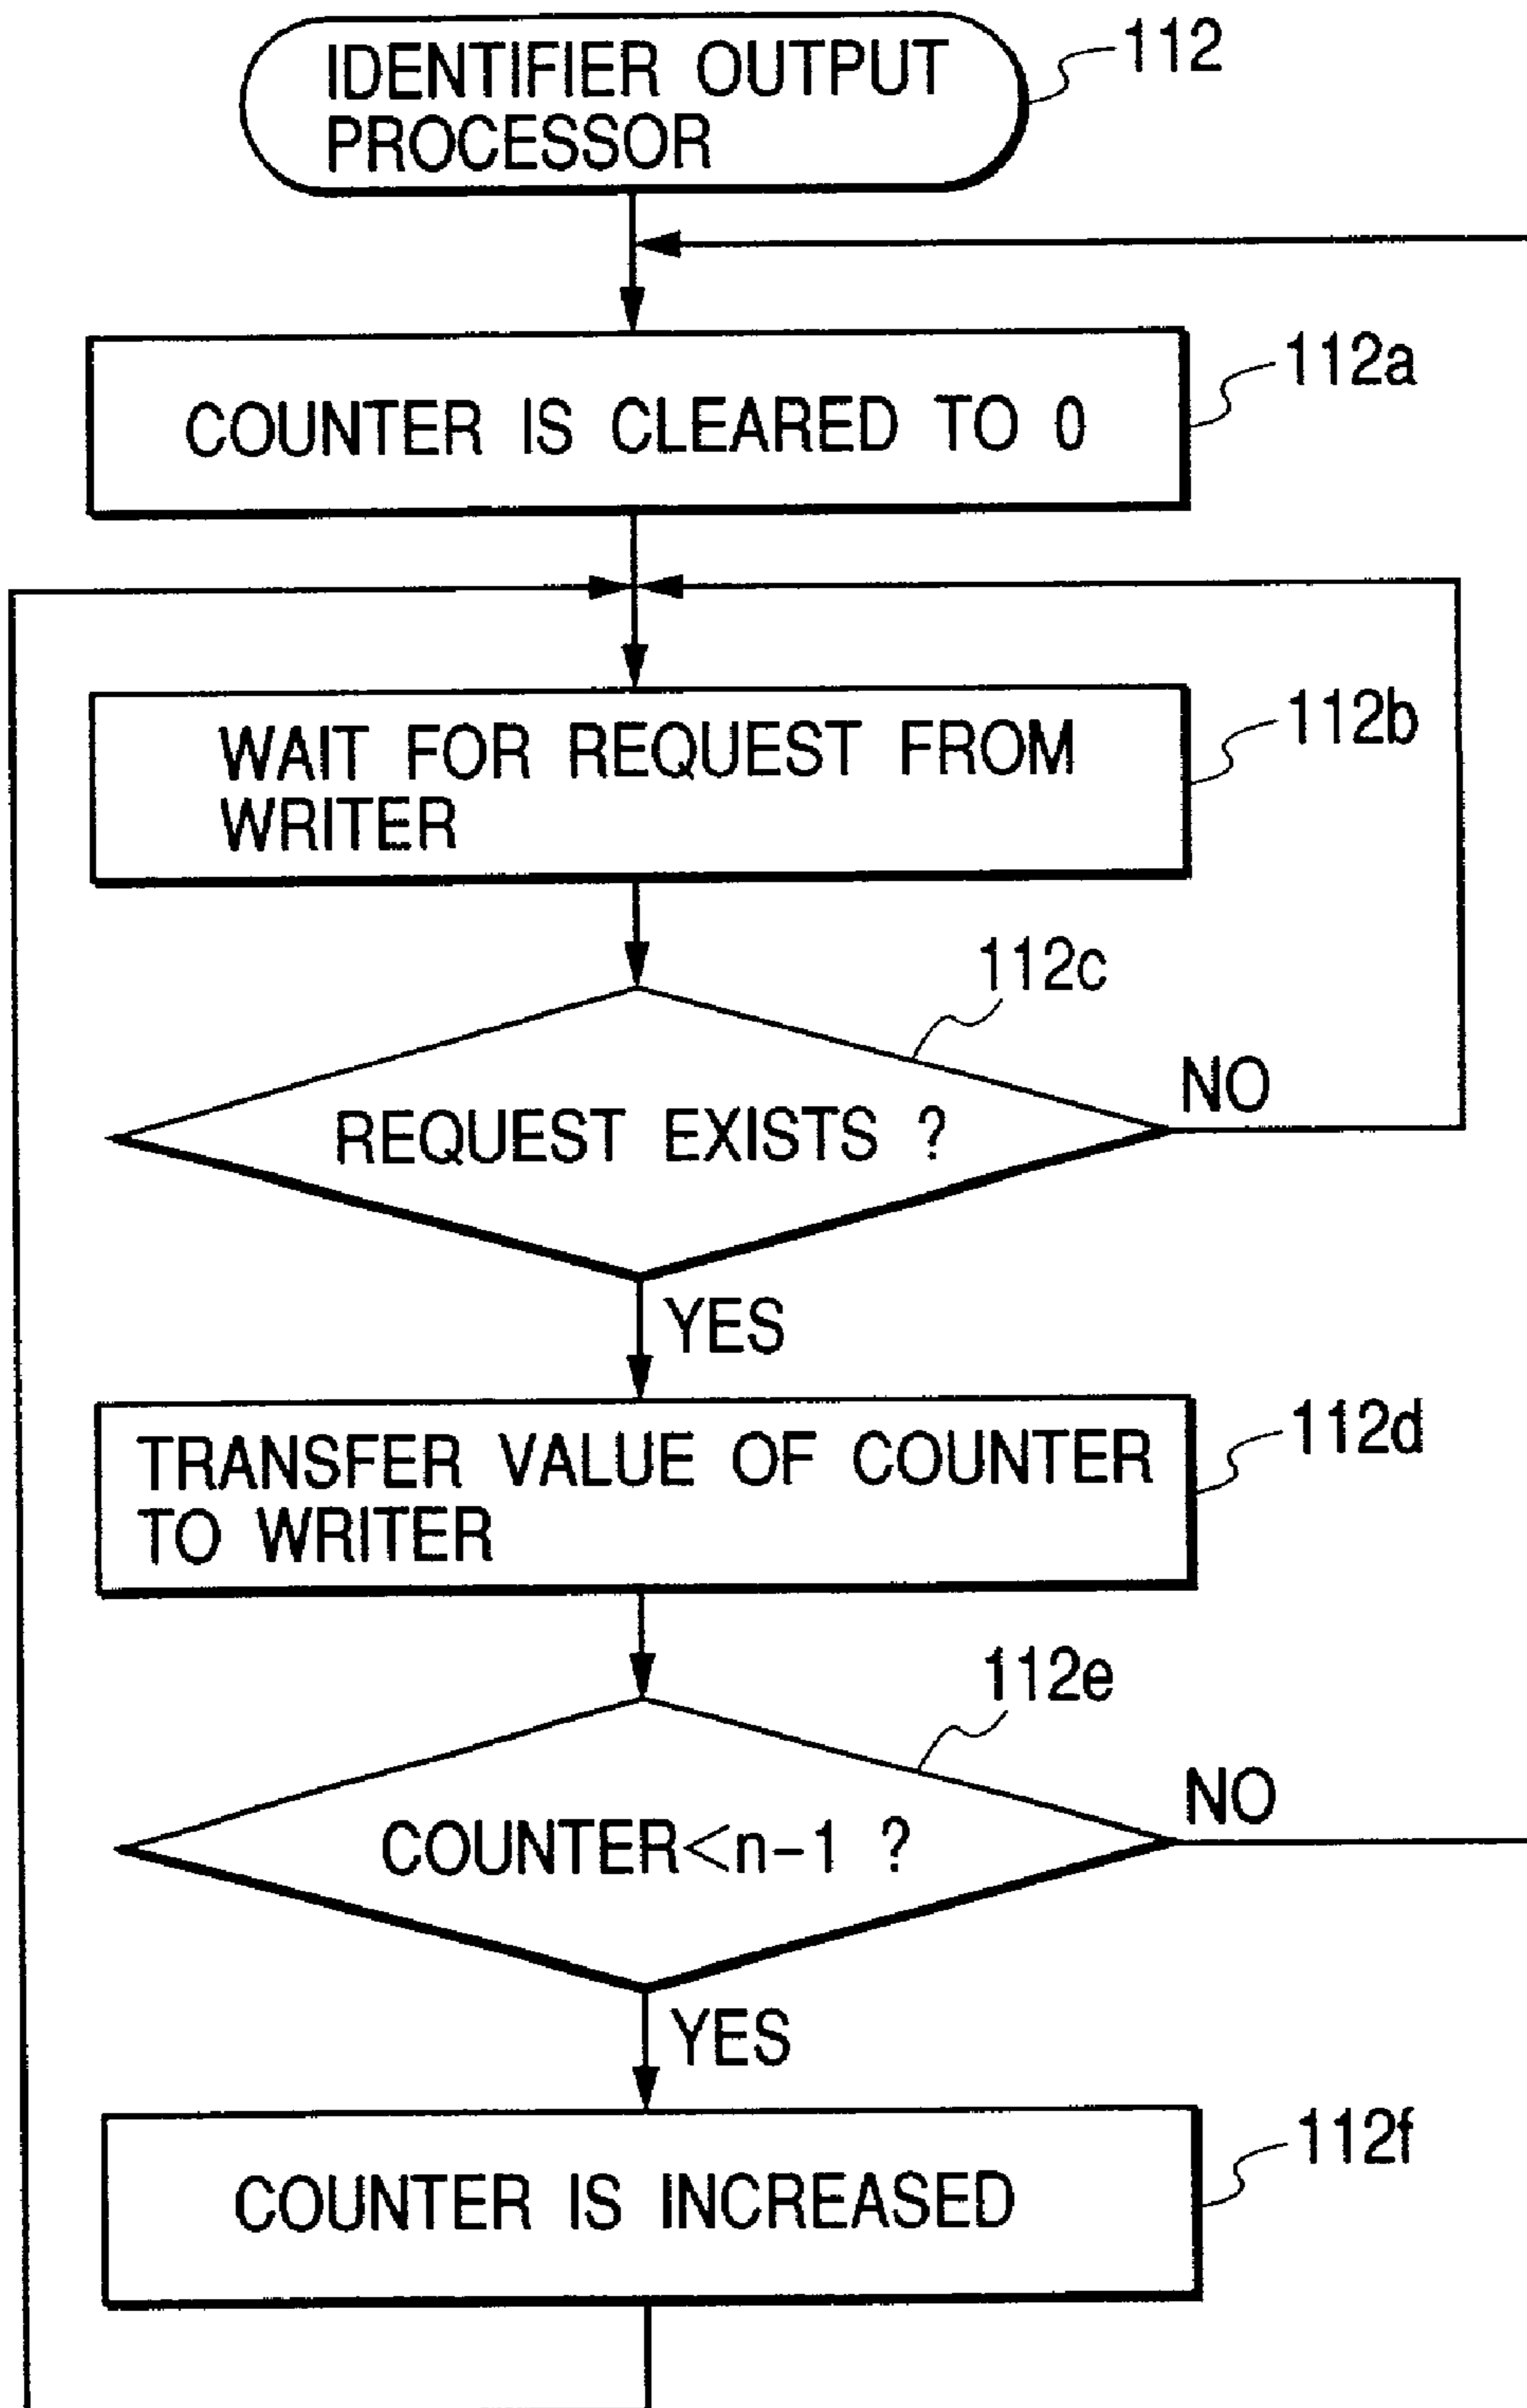 IDENTIFIER OUTPUT
PROCESSOR
112
112a
COUNTER IS CLEARED TO 0
112b
WAIT FOR REQUEST FROM
WRITER
112c
NO
REQUEST EXISTS ?
YES
112d
TRANSFER VALUE OF COUNTER
TO WRITER
112e
NO
COUNTER<n-1 ?
YES
112f
COUNTER IS INCREASED